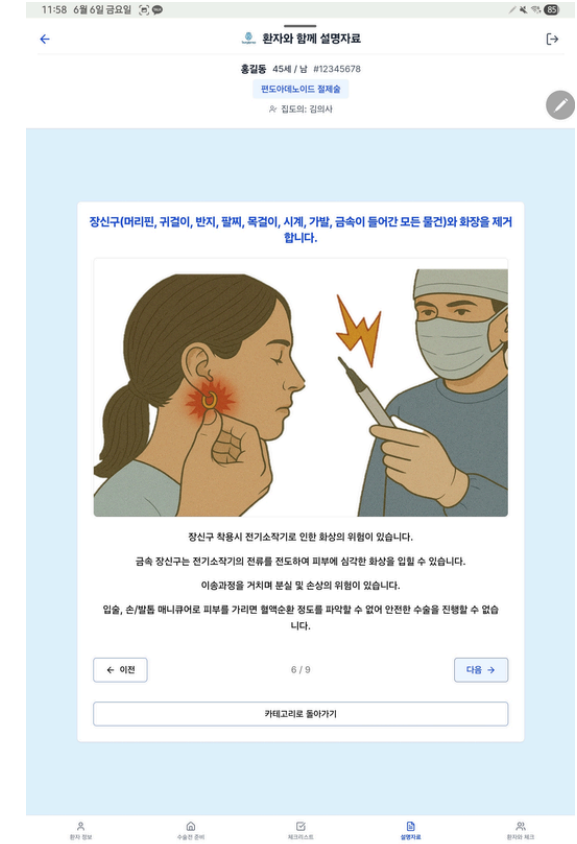 11:58 6월 6일 금요일
85
환자와 함께 설명자료
홍길동 45세 / 남 #12345678
편도아데노이드 절제술
집도의: 김의사
장신구(머리핀, 귀걸이, 반지, 팔찌, 목걸이, 시계, 가발, 금속이 들어간 모든 물건)와 화장을 제거
합니다.
장신구 착용시 전기소작기로 인한 화상의 위험이 있습니다.
금속 장신구는 전기소작기의 전류를 전도하여 피부에 심각한 화상을 입힐 수 있습니다.
이송과정을 거치며 분실 및 손상의 위험이 있습니다.
입술, 손/발톱 매니큐어로 피부를 가리면 혈액순환 정도를 파악할 수 없어 안전한 수술을 진행할 수 없습
니다.
← 이전
6 / 9
다음 →
카테고리로 돌아가기
환자 정보
수술전 준비
체크리스트
설명자료
환자와 체크